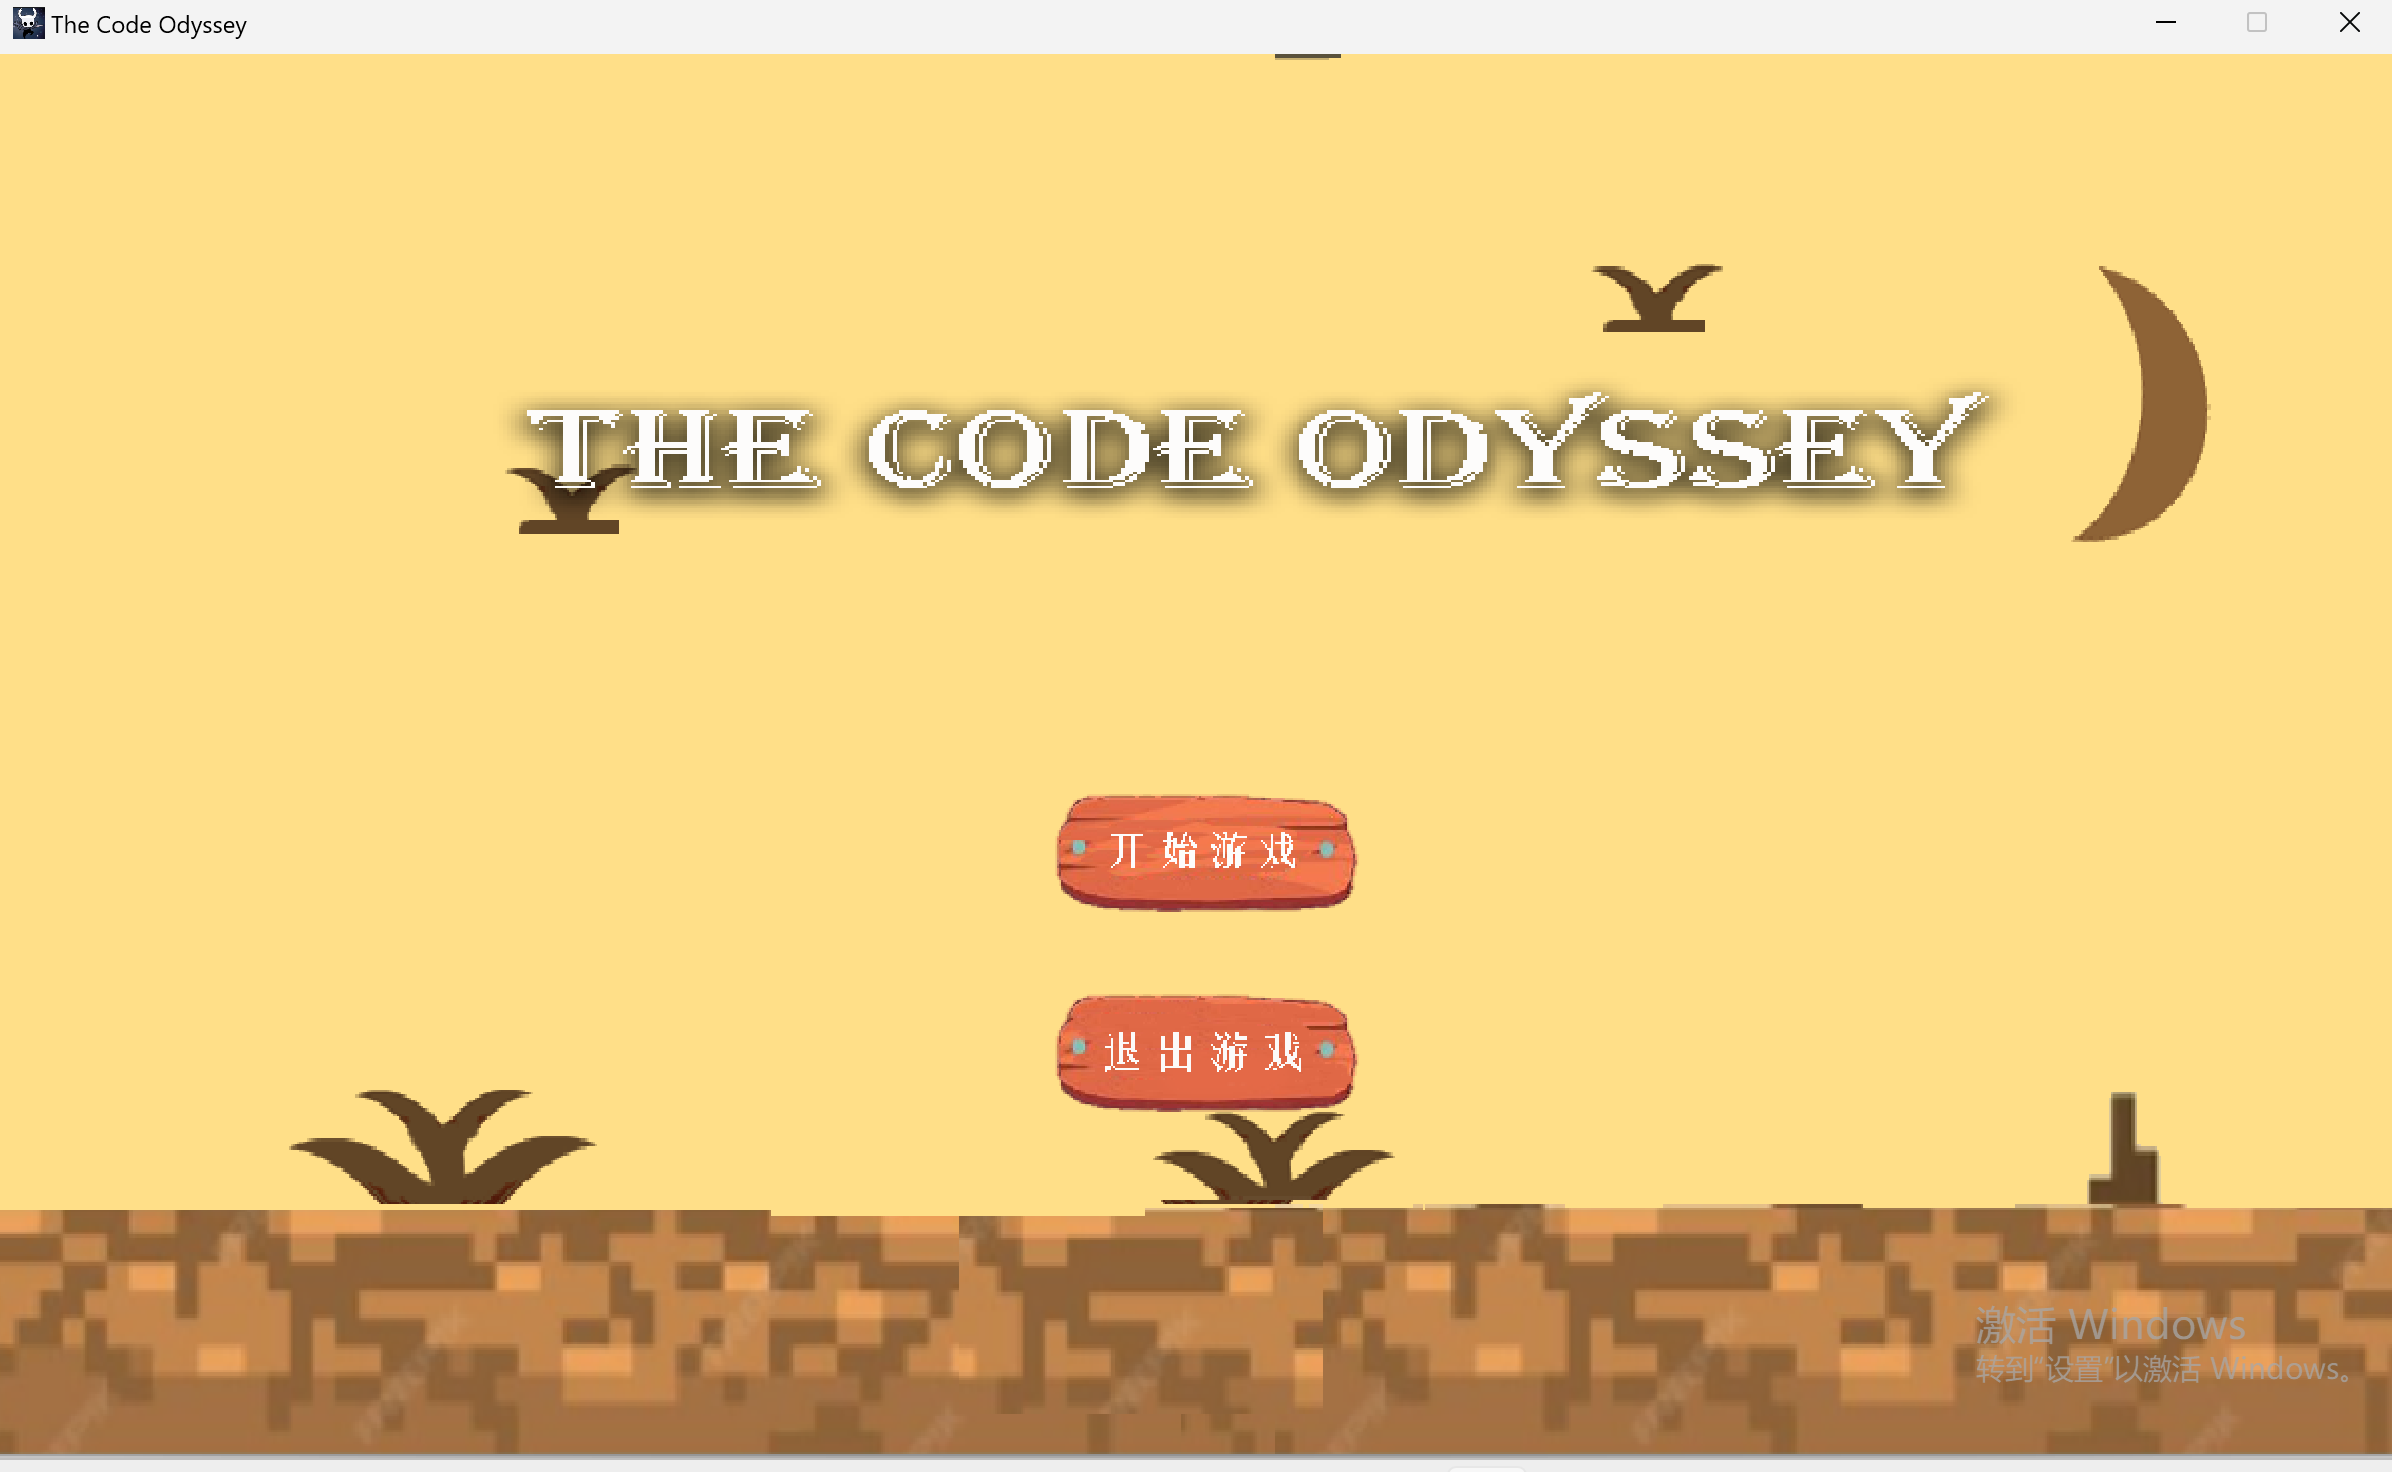 The Code Odyssey
THE CODE ODYSSEY
开始游戏
退出游戏
激活 Windows
转到“设置”以激活 Windows。